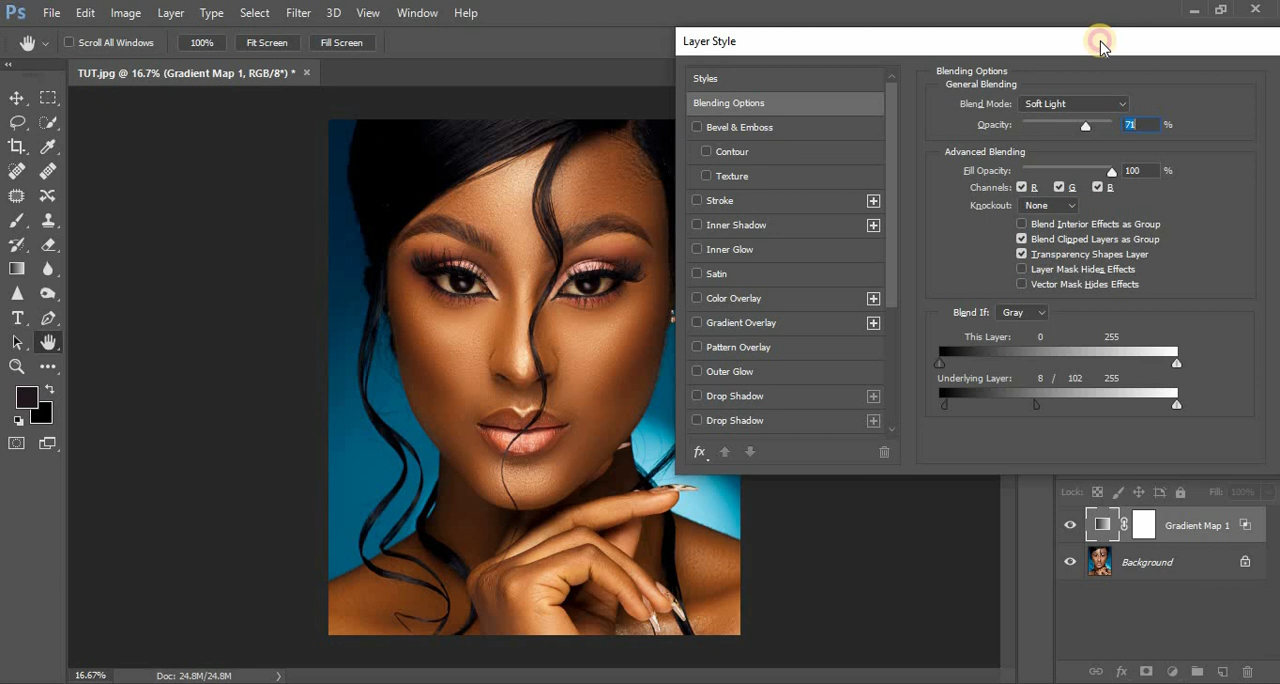 Ps File Edit Image Layer Type Select Filter 3D View Window Help
Scroll All Windows 100% Fit Screen Fill Screen
TUT.jpg @ 16.7% (Gradient Map 1, RGB/8*) * ×
Layer Style
Styles
Blending Options
Bevel & Emboss
Contour
Texture
Stroke
Inner Shadow
Inner Glow
Satin
Color Overlay
Gradient Overlay
Pattern Overlay
Outer Glow
Drop Shadow
Drop Shadow
fx
Blending Options
General Blending
Blend Mode: Soft Light
Opacity: 71 %
Advanced Blending
Fill Opacity: 100 %
Channels: R G B
Knockout: None
Blend Interior Effects as Group
Blend Clipped Layers as Group
Transparency Shapes Layer
Layer Mask Hides Effects
Vector Mask Hides Effects
Blend If: Gray
This Layer: 0 255
Underlying Layer: 8 / 102 255
Lock: Fill: 100%
Gradient Map 1
Background
fx
16.67% Doc: 24.8M/24.8M